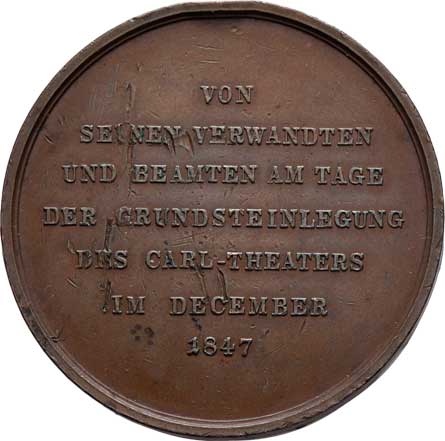 VON
SEINEN VERWANDTEN
UND BEAMTEN AM TAGE
DER GRUNDSTEINLEGUNG
DES CARL-THEATERS
IM DECEMBER
1847